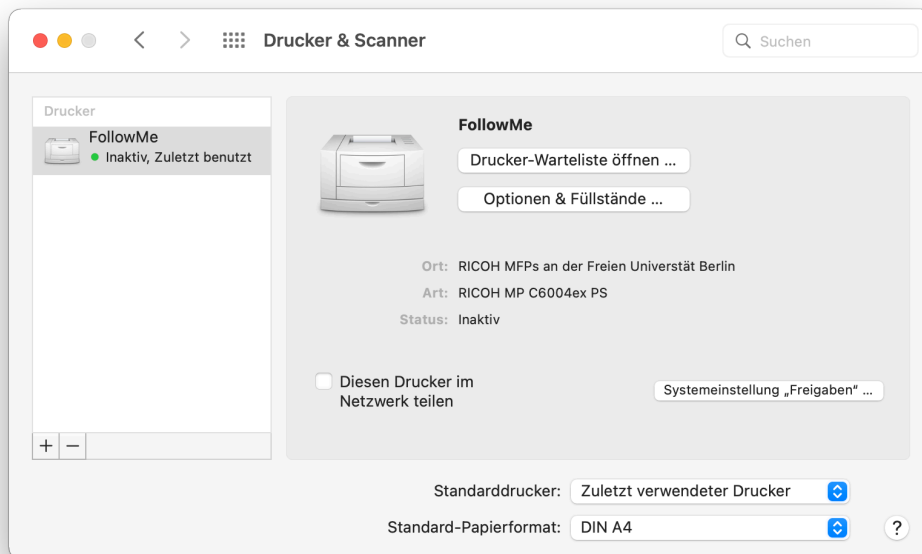 Drucker & Scanner
Suchen
Drucker
FollowMe
Inaktiv, Zuletzt benutzt
FollowMe
Drucker-Warteliste öffnen ...
Optionen & Füllstände ...
Ort: RICOH MFPs an der Freien Universtät Berlin
Art: RICOH MP C6004ex PS
Status: Inaktiv
Diesen Drucker im
Netzwerk teilen
Systemeinstellung „Freigaben“ ...
+ −
Standarddrucker: Zuletzt verwendeter Drucker
Standard-Papierformat: DIN A4
?